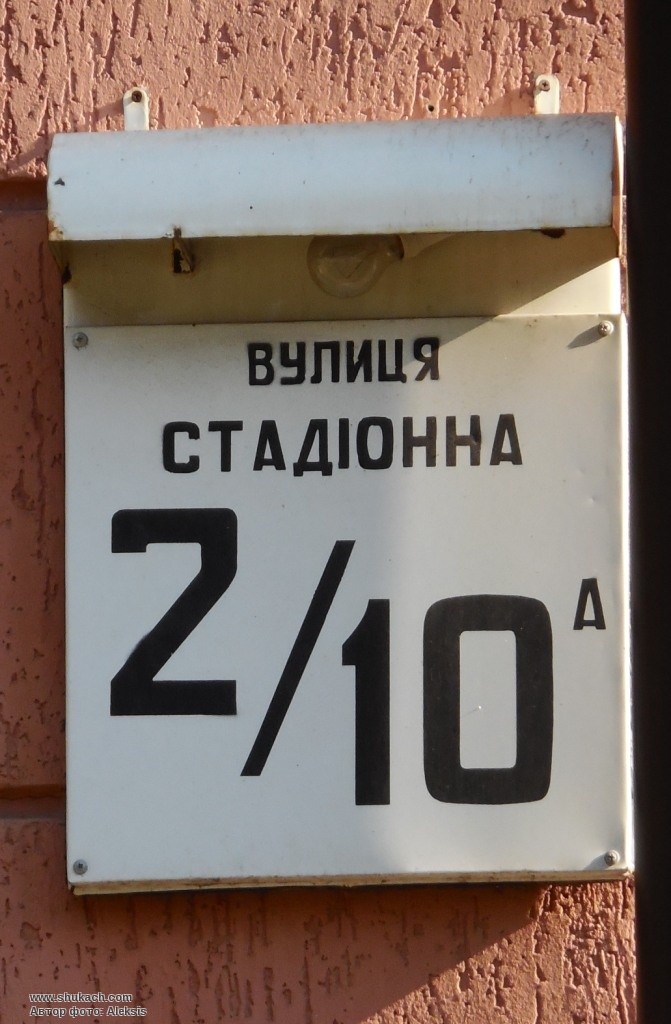 ВУЛИЦЯ
СТАДІОННА
2/10А
www.shukach.com
Автор фото: Aleksis